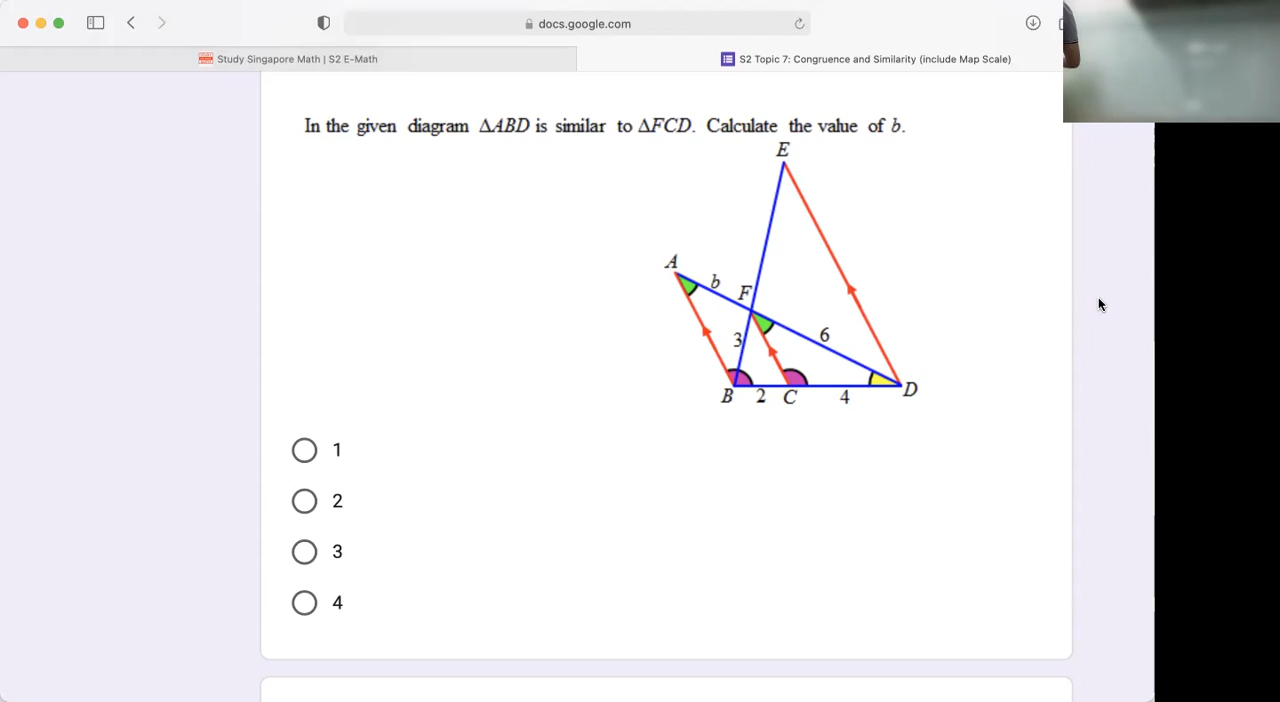 docs.google.com
Study Singapore Math | S2 E-Math
S2 Topic 7: Congruence and Similarity (include Map Scale)
In the given diagram ΔABD is similar to ΔFCD. Calculate the value of b.
E
A
b
F
3
6
B 2 C 4 D
1
2
3
4